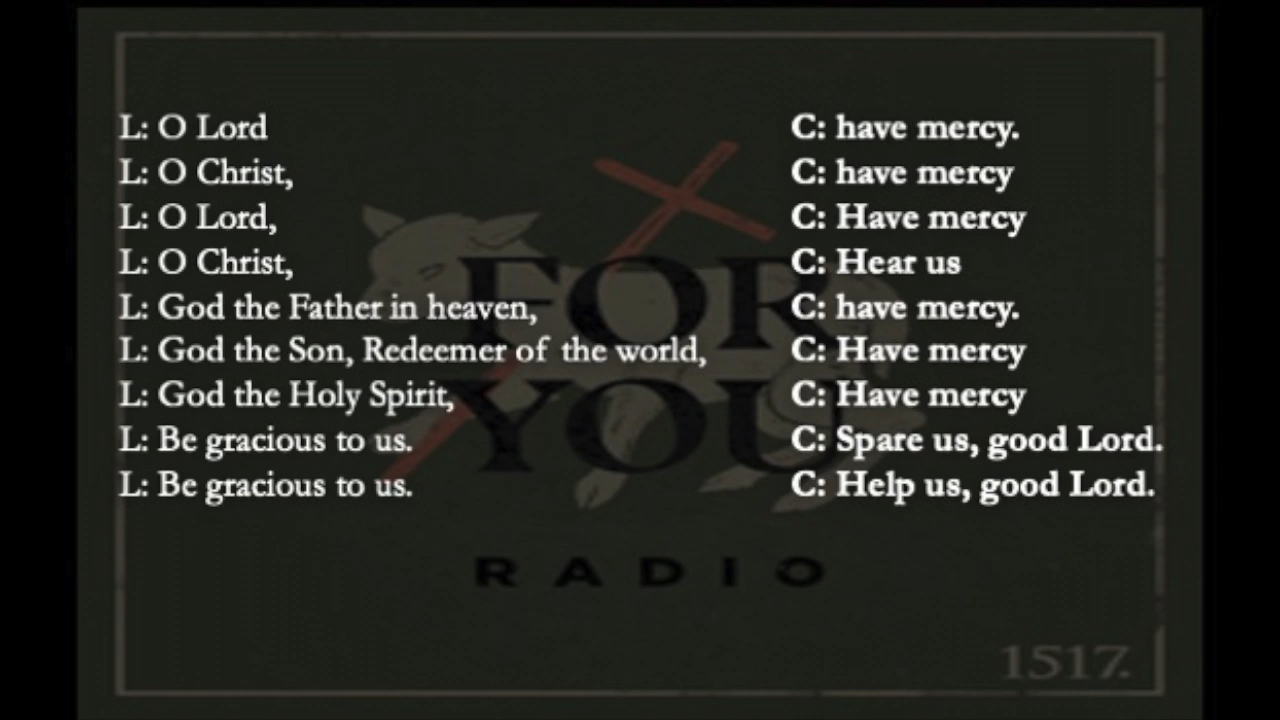 L: O Lord C: have mercy.
L: O Christ, C: have mercy
L: O Lord, C: Have mercy
L: O Christ, C: Hear us
L: God the Father in heaven, C: have mercy.
L: God the Son, Redeemer of the world, C: Have mercy
L: God the Holy Spirit, C: Have mercy
L: Be gracious to us. C: Spare us, good Lord.
L: Be gracious to us. C: Help us, good Lord.
FOR
YOU
RADIO
1517.